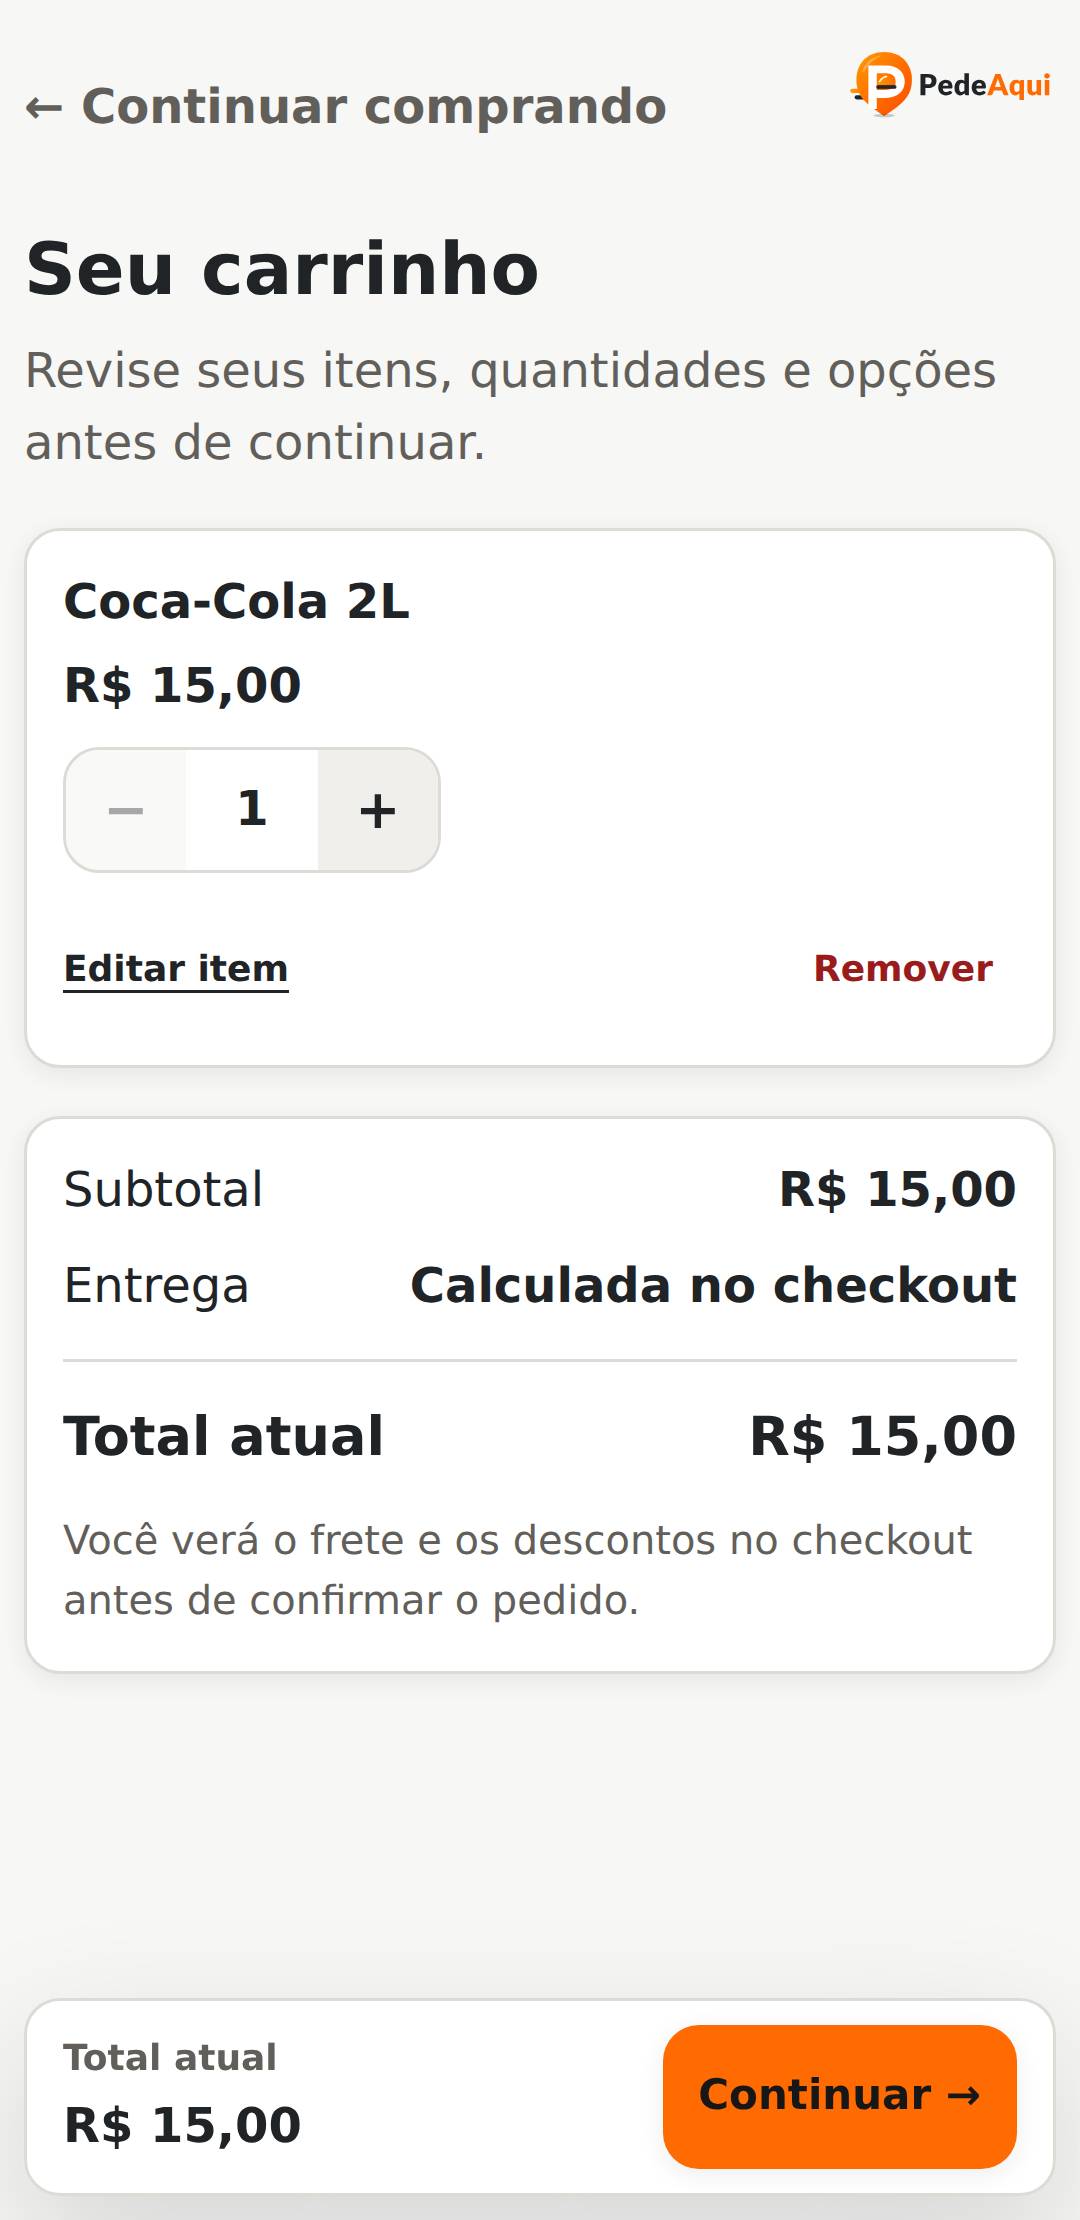 ← Continuar comprando
PedeAqui
Seu carrinho
Revise seus itens, quantidades e opções
antes de continuar.
Coca-Cola 2L
R$ 15,00
− 1 +
Editar item
Remover
Subtotal R$ 15,00
Entrega Calculada no checkout
Total atual R$ 15,00
Você verá o frete e os descontos no checkout
antes de confirmar o pedido.
Total atual
R$ 15,00
Continuar →